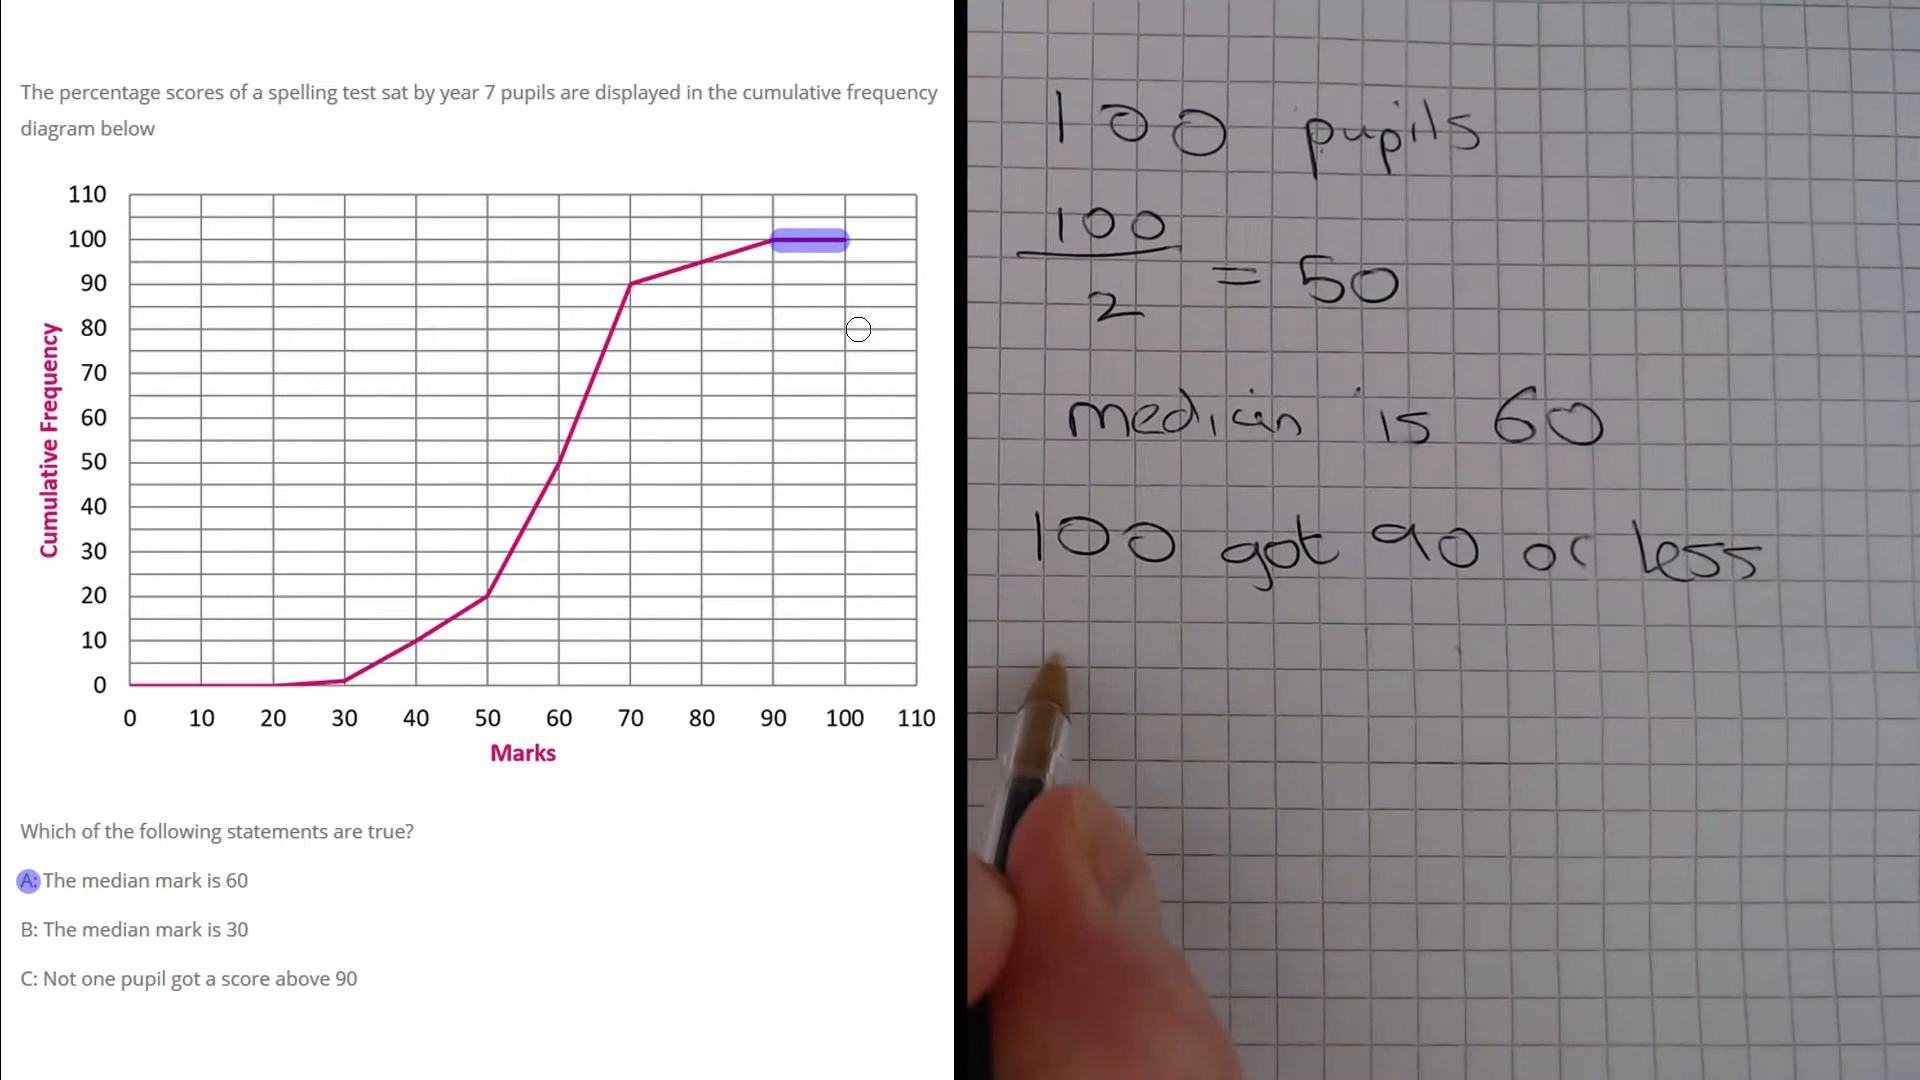 The percentage scores of a spelling test sat by year 7 pupils are displayed in the cumulative frequency
diagram below
110
100
90
80
70
60
50
40
30
20
10
0
Cumulative Frequency
0 10 20 30 40 50 60 70 80 90 100 110
Marks
Which of the following statements are true?
A: The median mark is 60
B: The median mark is 30
C: Not one pupil got a score above 90
100 pupils
100
2
= 50
median is 60
100 got 90 or less